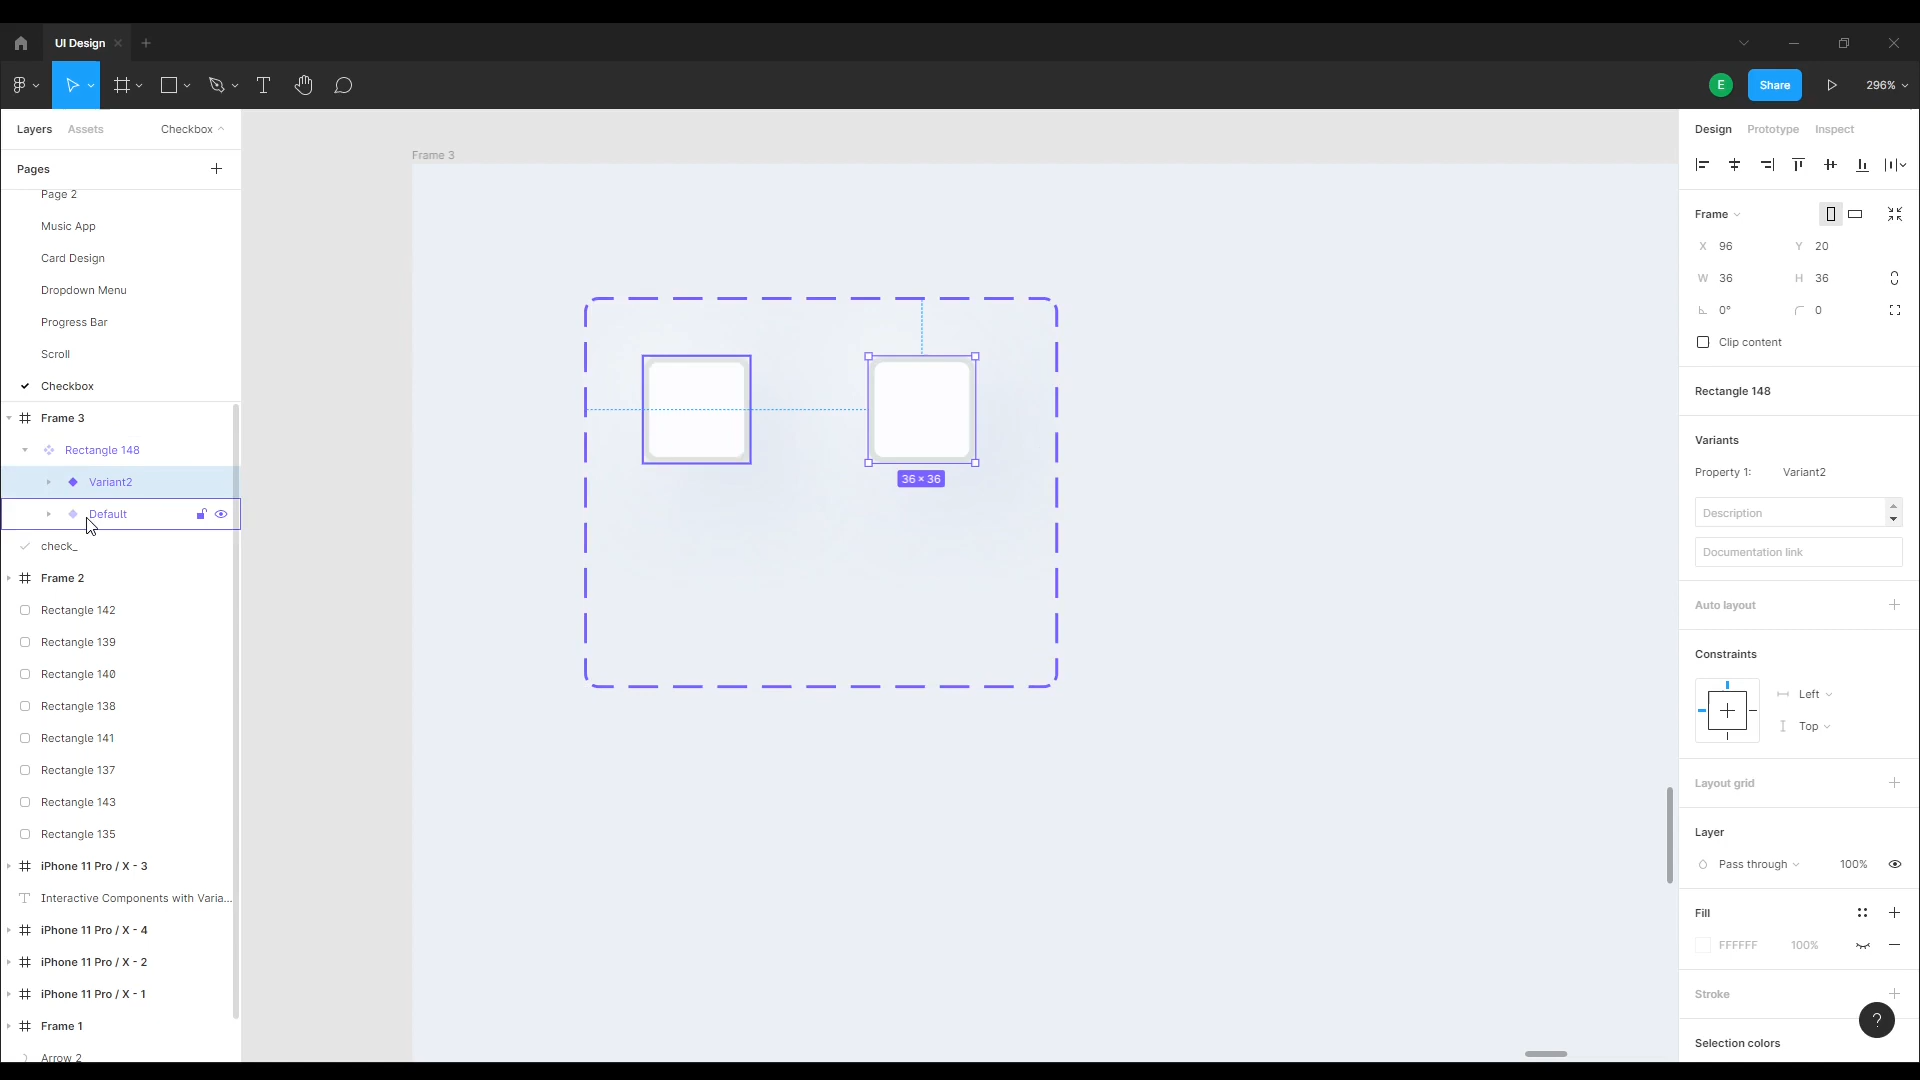 UI Design
E
Share
296%
Layers
Assets
Checkbox
Pages
Page 2
Music App
Card Design
Dropdown Menu
Progress Bar
Scroll
Checkbox
Frame 3
Rectangle 148
Variant2
Default
check_
Frame 2
Rectangle 142
Rectangle 139
Rectangle 140
Rectangle 138
Rectangle 141
Rectangle 137
Rectangle 143
Rectangle 135
iPhone 11 Pro / X - 3
Interactive Components with Varia...
iPhone 11 Pro / X - 4
iPhone 11 Pro / X - 2
iPhone 11 Pro / X - 1
Frame 1
Arrow 2
Frame 3
36 × 36
Design
Prototype
Inspect
Frame
X 96
Y 20
W 36
H 36
0°
0
Clip content
Rectangle 148
Variants
Property 1:
Variant2
Description
Documentation link
Auto layout
Constraints
Left
Top
Layout grid
Layer
Pass through
100%
Fill
FFFFFF
100%
Stroke
?
Selection colors